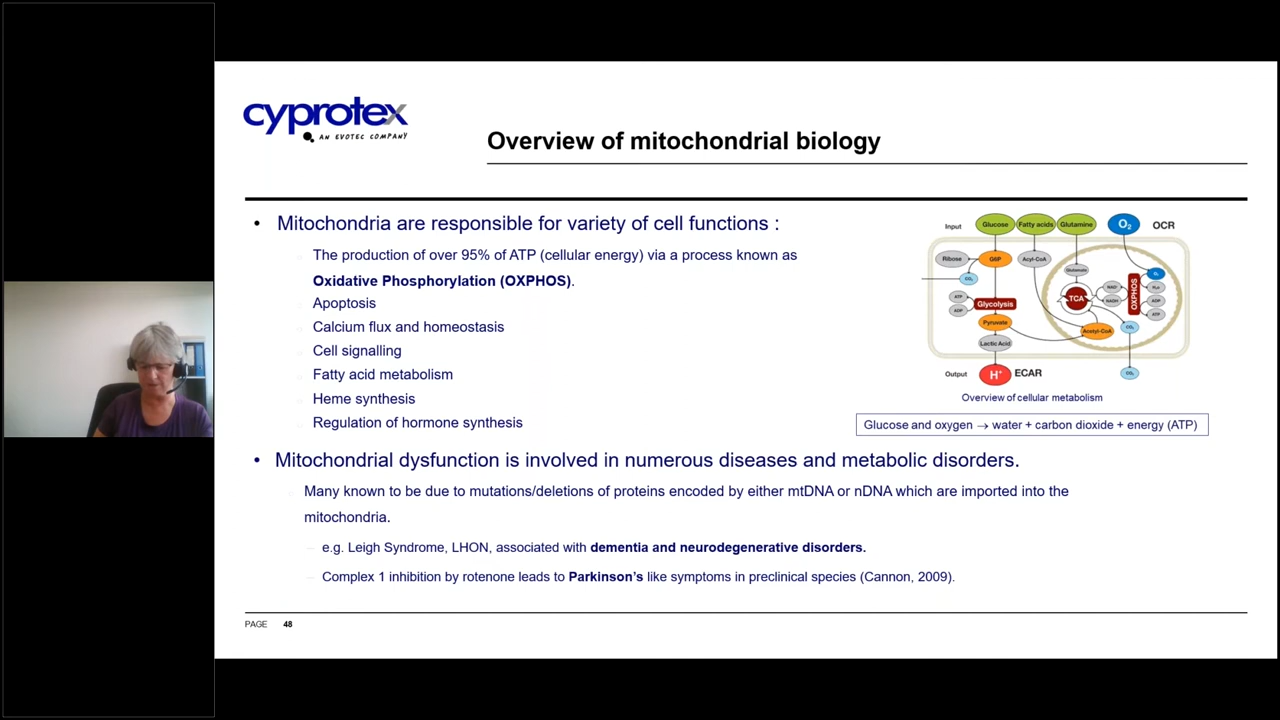 cyprotex
AN EVOTEC COMPANY
Overview of mitochondrial biology
• Mitochondria are responsible for variety of cell functions :
The production of over 95% of ATP (cellular energy) via a process known as
Oxidative Phosphorylation (OXPHOS).
Apoptosis
Calcium flux and homeostasis
Cell signalling
Fatty acid metabolism
Heme synthesis
Regulation of hormone synthesis
Input Glucose Fatty acids Glutamine O₂ OCR
Ribose G6P Acyl-CoA
Glutamate
CO₂ O₂
NAD H₂O
ATP TCA OXPHOS
NADH ADP
ADP Glycolysis
ATP
Pyruvate Acetyl-CoA CO₂
Lactic Acid
Output H⁺ ECAR CO₂
Overview of cellular metabolism
Glucose and oxygen → water + carbon dioxide + energy (ATP)
• Mitochondrial dysfunction is involved in numerous diseases and metabolic disorders.
Many known to be due to mutations/deletions of proteins encoded by either mtDNA or nDNA which are imported into the
mitochondria.
– e.g. Leigh Syndrome, LHON, associated with dementia and neurodegenerative disorders.
– Complex 1 inhibition by rotenone leads to Parkinson's like symptoms in preclinical species (Cannon, 2009).
PAGE 48